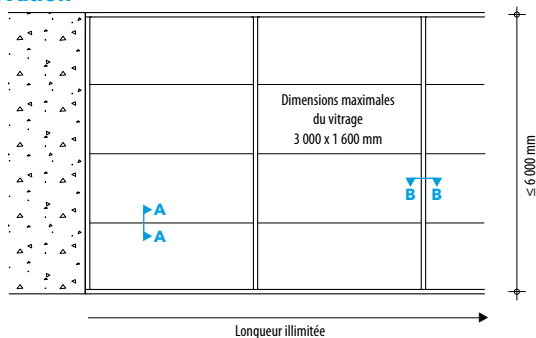 Dimensions maximales
du vitrage
3 000 x 1 600 mm
B B
A
A
≤ 6 000 mm
Longueur illimitée